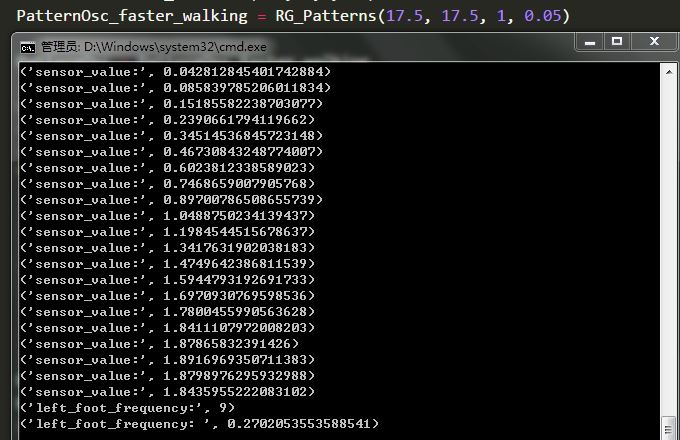 PatternOsc_faster_walking = RG_Patterns(17.5, 17.5, 1, 0.05)
管理员: D:\Windows\system32\cmd.exe
('sensor_value:', 0.042812845401742884)
('sensor_value:', 0.085839785206011834)
('sensor_value:', 0.15185582238703077)
('sensor_value:', 0.2390661794119662)
('sensor_value:', 0.34514536845723148)
('sensor_value:', 0.46730843248774007)
('sensor_value:', 0.6023812338589023)
('sensor_value:', 0.7468659007905768)
('sensor_value:', 0.89700786508655739)
('sensor_value:', 1.0488750234139437)
('sensor_value:', 1.1984544515678637)
('sensor_value:', 1.3417631902038183)
('sensor_value:', 1.4749642386811539)
('sensor_value:', 1.5944793192691733)
('sensor_value:', 1.6970930769598536)
('sensor_value:', 1.7800455990563628)
('sensor_value:', 1.8411107972008203)
('sensor_value:', 1.87865832391426)
('sensor_value:', 1.8916969350711383)
('sensor_value:', 1.8798976295932988)
('sensor_value:', 1.8435955222083102)
('left_foot_frequency:', 9)
('left_foot_frequency: ', 0.2702053553588541)